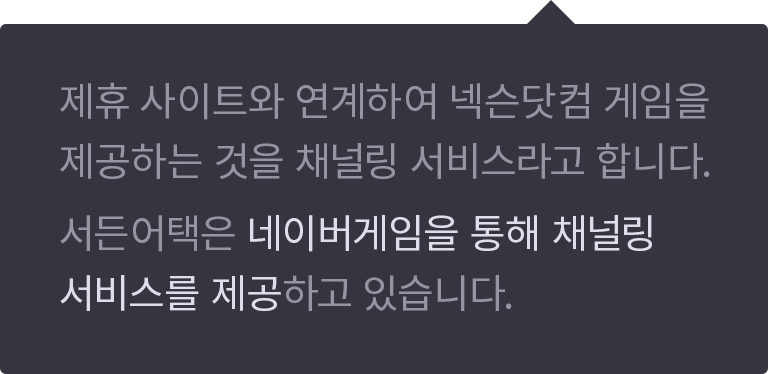 제휴 사이트와 연계하여 넥슨닷컴 게임을
제공하는 것을 채널링 서비스라고 합니다.
서든어택은 네이버게임을 통해 채널링
서비스를 제공하고 있습니다.